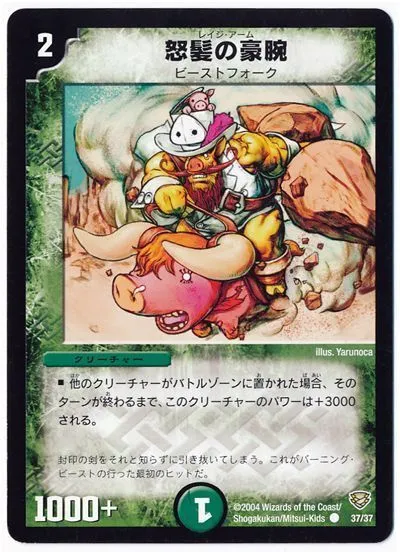 2
レイジ・アーム
怒髪の豪腕
ビーストフォーク
illus. Yarunoca
クリーチャー
■ 他のクリーチャーがバトルゾーンに置かれた場合、その
ターンが終わるまで、このクリーチャーのパワーは+3000
される。
封印の剣をそれと知らずに引き抜いてしまう。これがバーニング・
ビーストの行った最初のヒットだ。
1000+
1
©2004 Wizards of the Coast/
Shogakukan/Mitsui-Kids
37/37